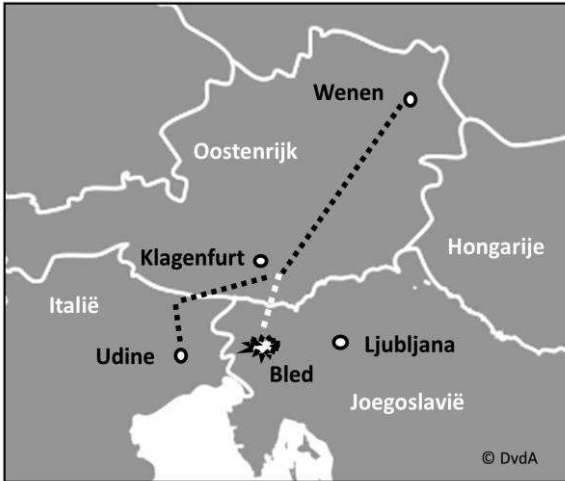 Wenen
Oostenrijk
Klagenfurt
Hongarije
Italië
Udine
Ljubljana
Bled
Joegoslavië
© DvdA